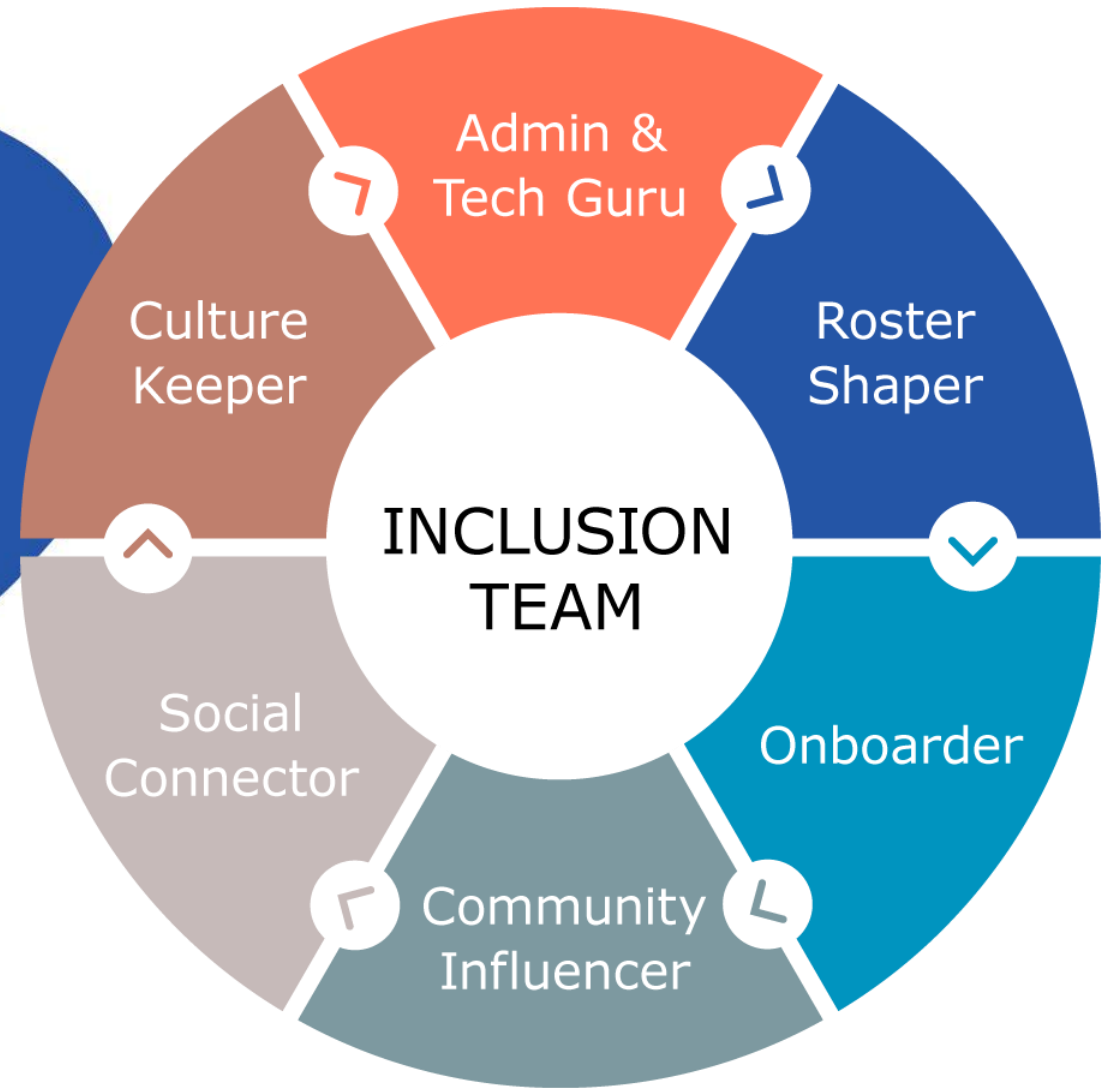 Admin &
Tech Guru
Roster
Shaper
Onboarder
Community
Influencer
Social
Connector
Culture
Keeper
INCLUSION
TEAM